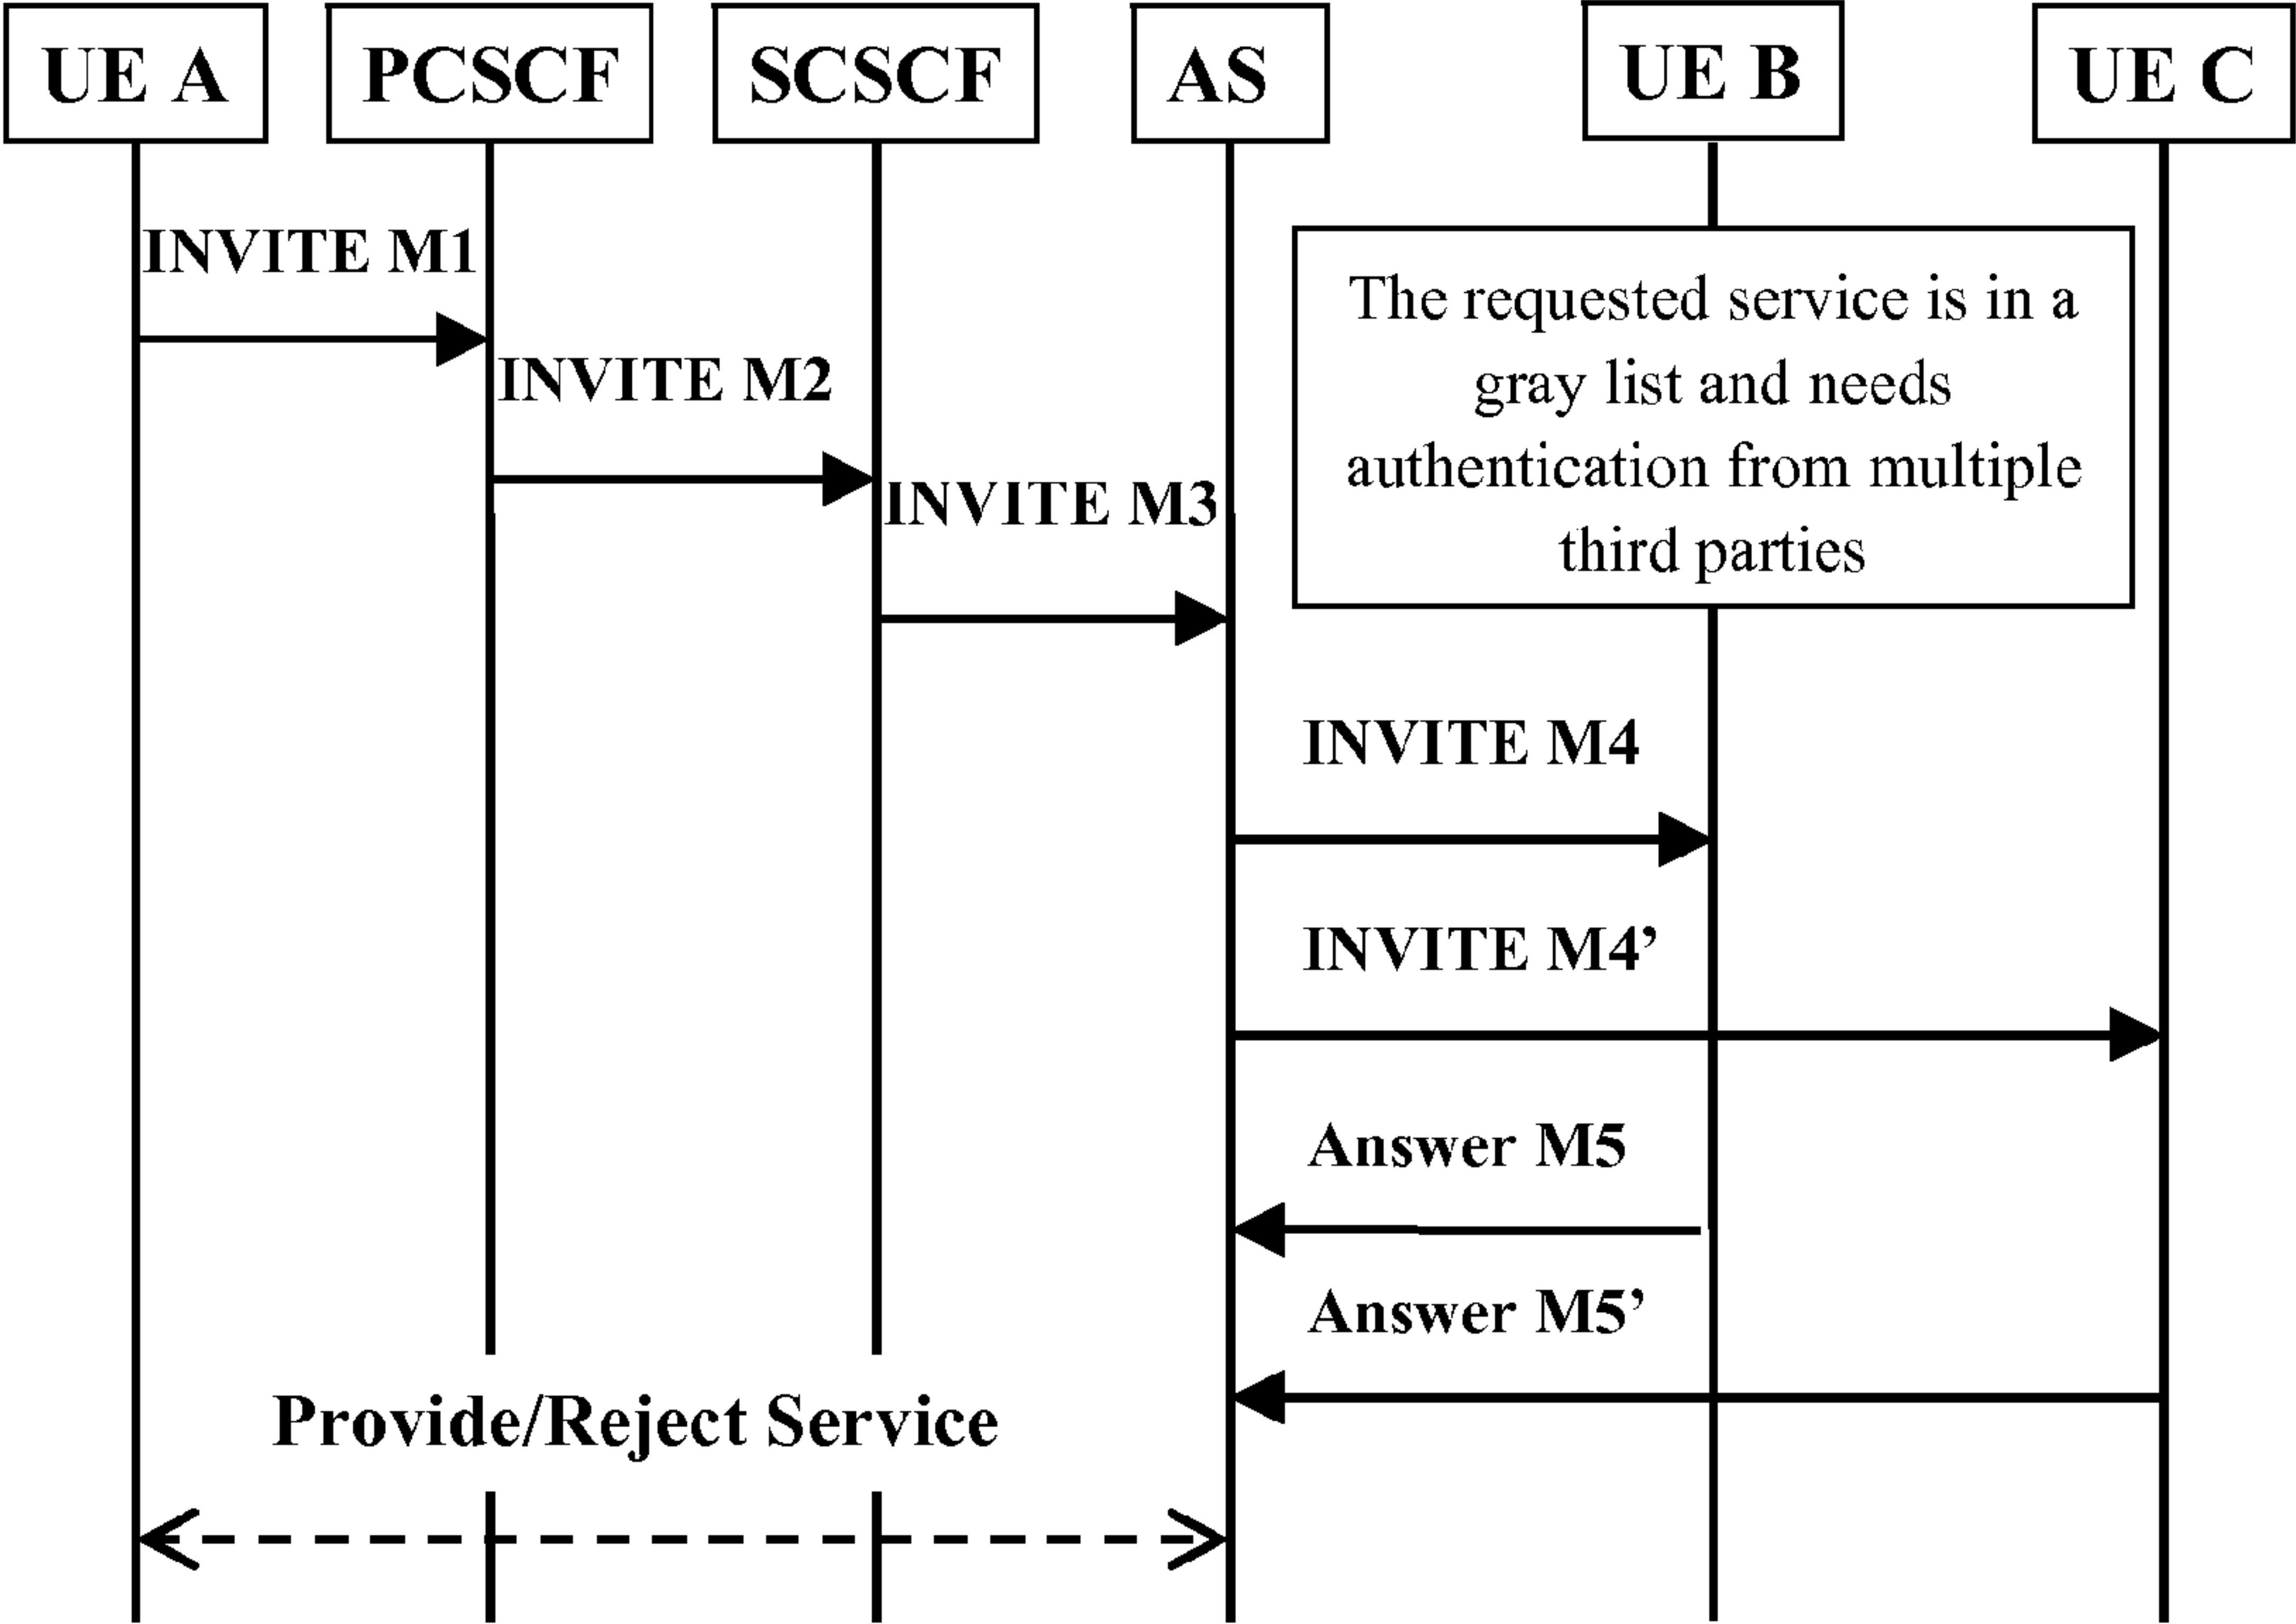 UE A
PCSCF
SCSCF
AS
UE B
UE C
INVITE M1
The requested service is in a
gray list and needs
authentication from multiple
third parties
INVITE M2
INVITE M3
INVITE M4
INVITE M4’
Answer M5
Answer M5’
Provide/Reject Service